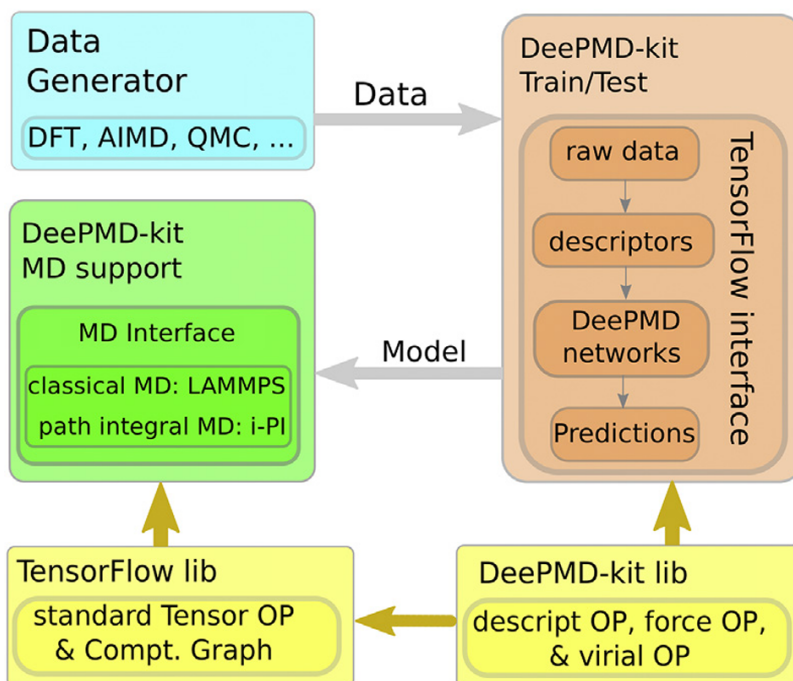 Data
Generator
DFT, AIMD, QMC, ...
Data
DeePMD-kit
Train/Test
raw data
descriptors
DeePMD
networks
Predictions
TensorFlow interface
DeePMD-kit
MD support
MD Interface
classical MD: LAMMPS
path integral MD: i-PI
Model
TensorFlow lib
standard Tensor OP
& Compt. Graph
DeePMD-kit lib
descript OP, force OP,
& virial OP